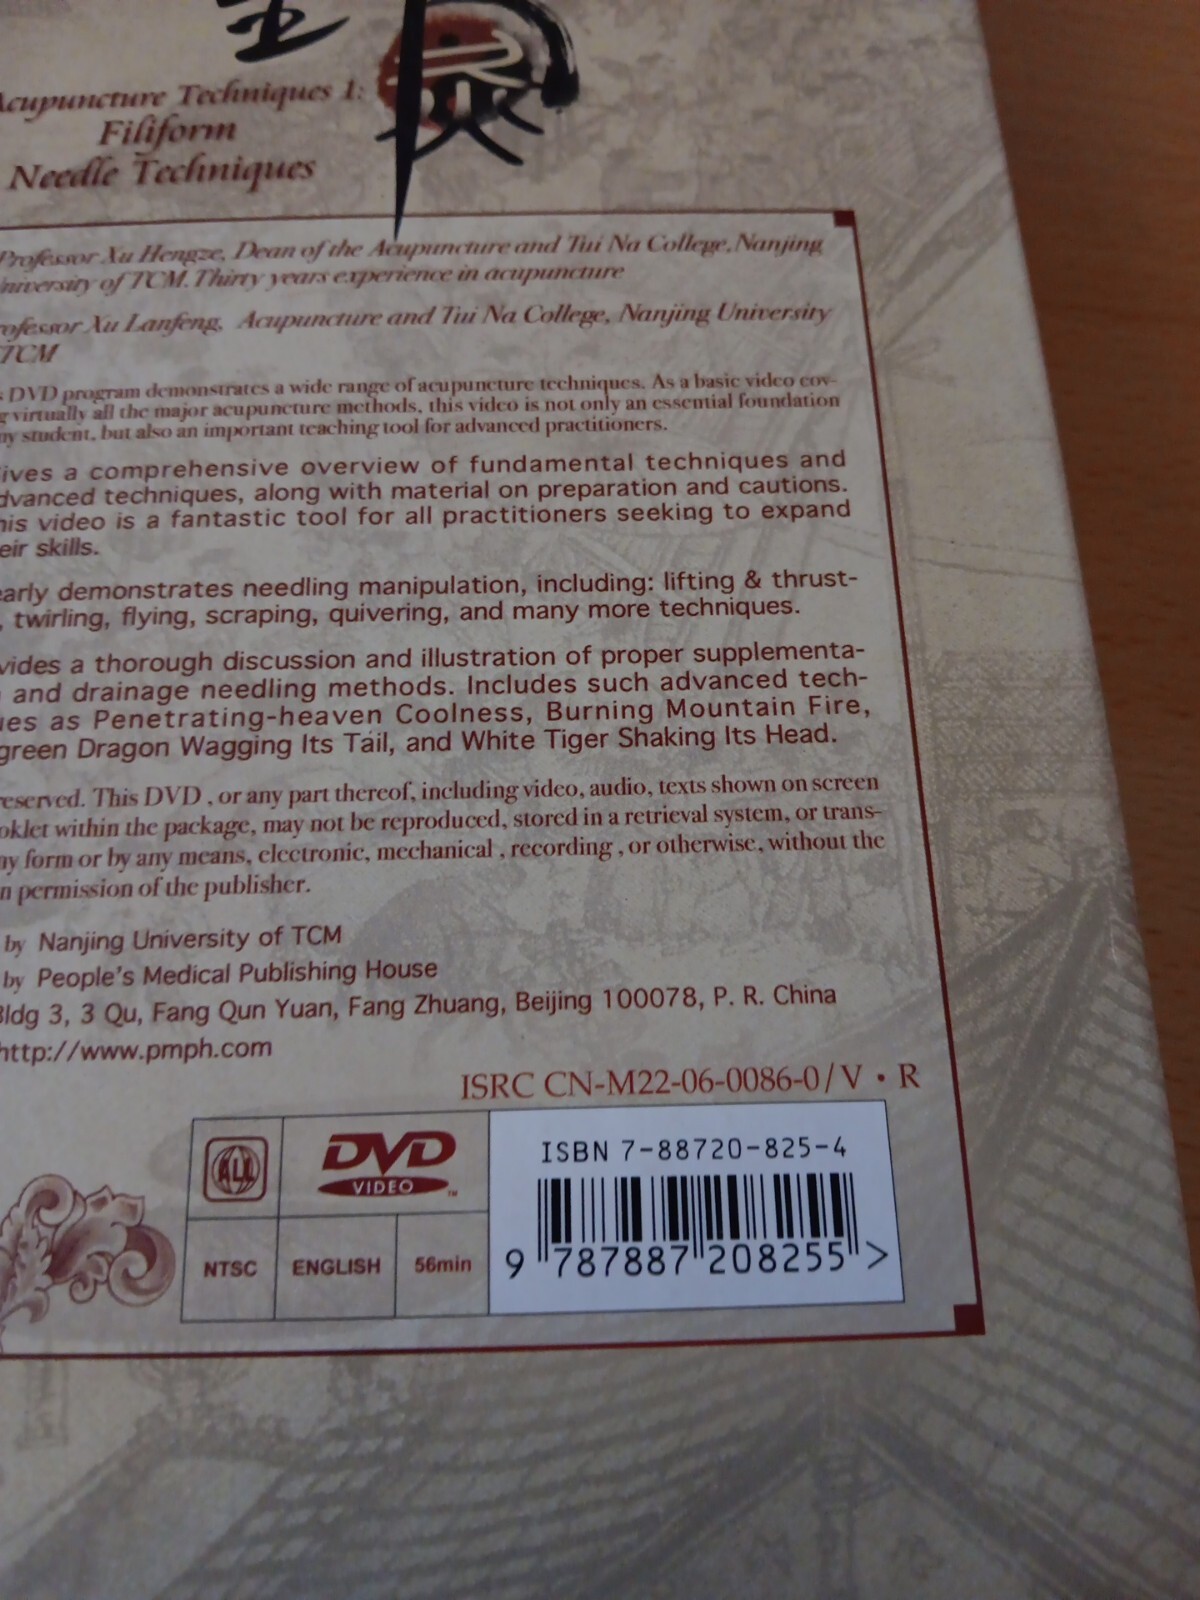 Acupuncture Techniques 1:
Filiform
Needle Techniques
灸
Professor Xu Hengze, Dean of the Acupuncture and Tui Na College, Nanjing
niversity of TCM. Thirty years experience in acupuncture
rofessor Xu Lanfeng, Acupuncture and Tui Na College, Nanjing University
TCM
s DVD program demonstrates a wide range of acupuncture techniques. As a basic video cov-
g virtually all the major acupuncture methods, this video is not only an essential foundation
ny student, but also an important teaching tool for advanced practitioners.
ives a comprehensive overview of fundamental techniques and
dvanced techniques, along with material on preparation and cautions.
his video is a fantastic tool for all practitioners seeking to expand
eir skills.
early demonstrates needling manipulation, including: lifting & thrust-
, twirling, flying, scraping, quivering, and many more techniques.
vides a thorough discussion and illustration of proper supplementa-
and drainage needling methods. Includes such advanced tech-
ues as Penetrating-heaven Coolness, Burning Mountain Fire,
green Dragon Wagging Its Tail, and White Tiger Shaking Its Head.
reserved. This DVD , or any part thereof, including video, audio, texts shown on screen
oklet within the package, may not be reproduced, stored in a retrieval system, or trans-
ny form or by any means, electronic, mechanical , recording , or otherwise, without the
n permission of the publisher.
by Nanjing University of TCM
by People's Medical Publishing House
Bldg 3, 3 Qu, Fang Qun Yuan, Fang Zhuang, Beijing 100078, P. R. China
http://www.pmph.com
ISRC CN-M22-06-0086-0/V · R
ALL
DVD
VIDEO™
NTSC
ENGLISH
56min
ISBN 7-88720-825-4
9 787887 208255 >